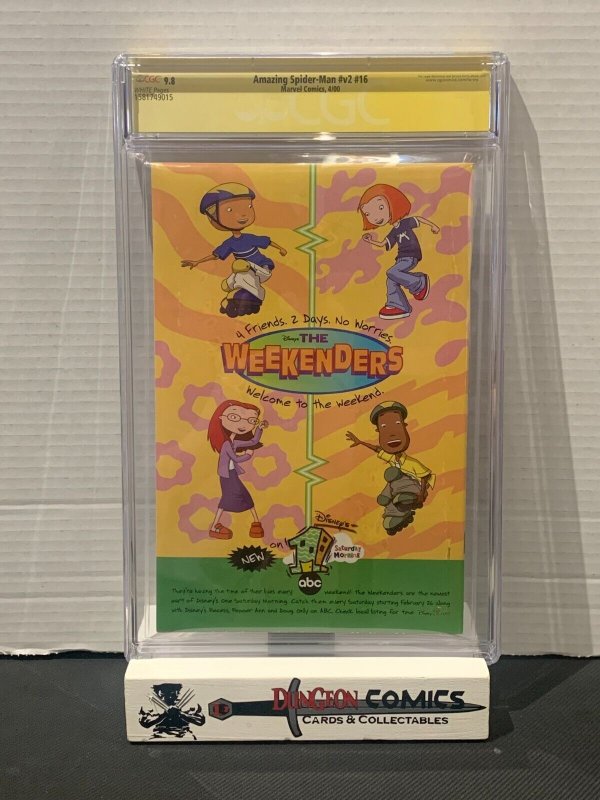 CGC 9.8
WHITE Pages
1581749015
Amazing Spider-Man #v2 #16
Marvel Comics, 4/00
CGC
4 Friends. 2 Days. No Worries.
Disney's THE
WEEKENDERS
Welcome to the Weekend.
NEW on
DISNEY'S
1
Saturday
Morning
abc
They're having the time of their lives every weekend! The Weekenders are the newest
part of Disney's One Saturday Morning. Catch them every Saturday starting February 26 along
with Disney's Recess, Pepper Ann and Doug only on ABC. Check local listing for time.
DUNGEON COMICS
CARDS & COLLECTABLES